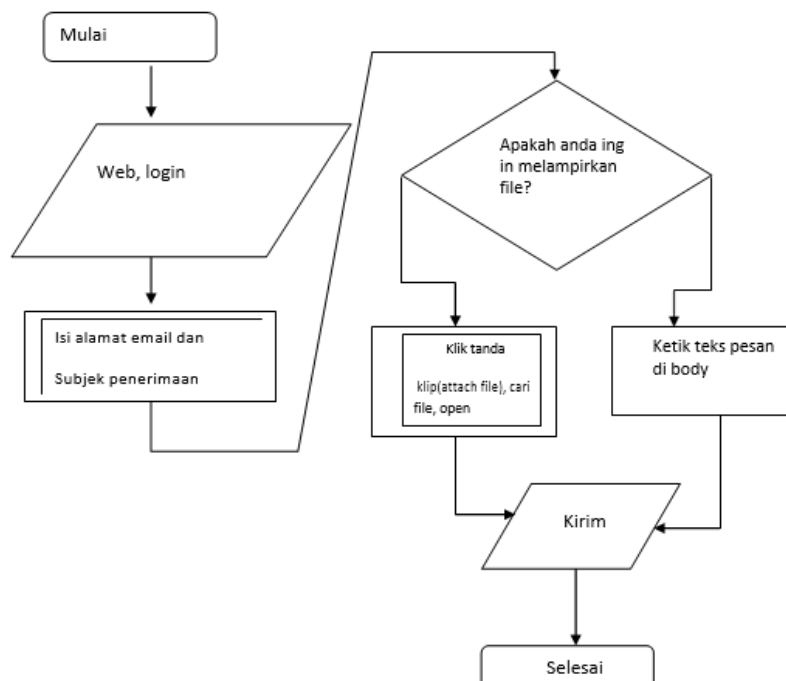 Mulai
Web, login
Isi alamat email dan
Subjek penerimaan
Apakah anda ing
in melampirkan
file?
Klik tanda
klip(attach file), cari
file, open
Ketik teks pesan
di body
Kirim
Selesai